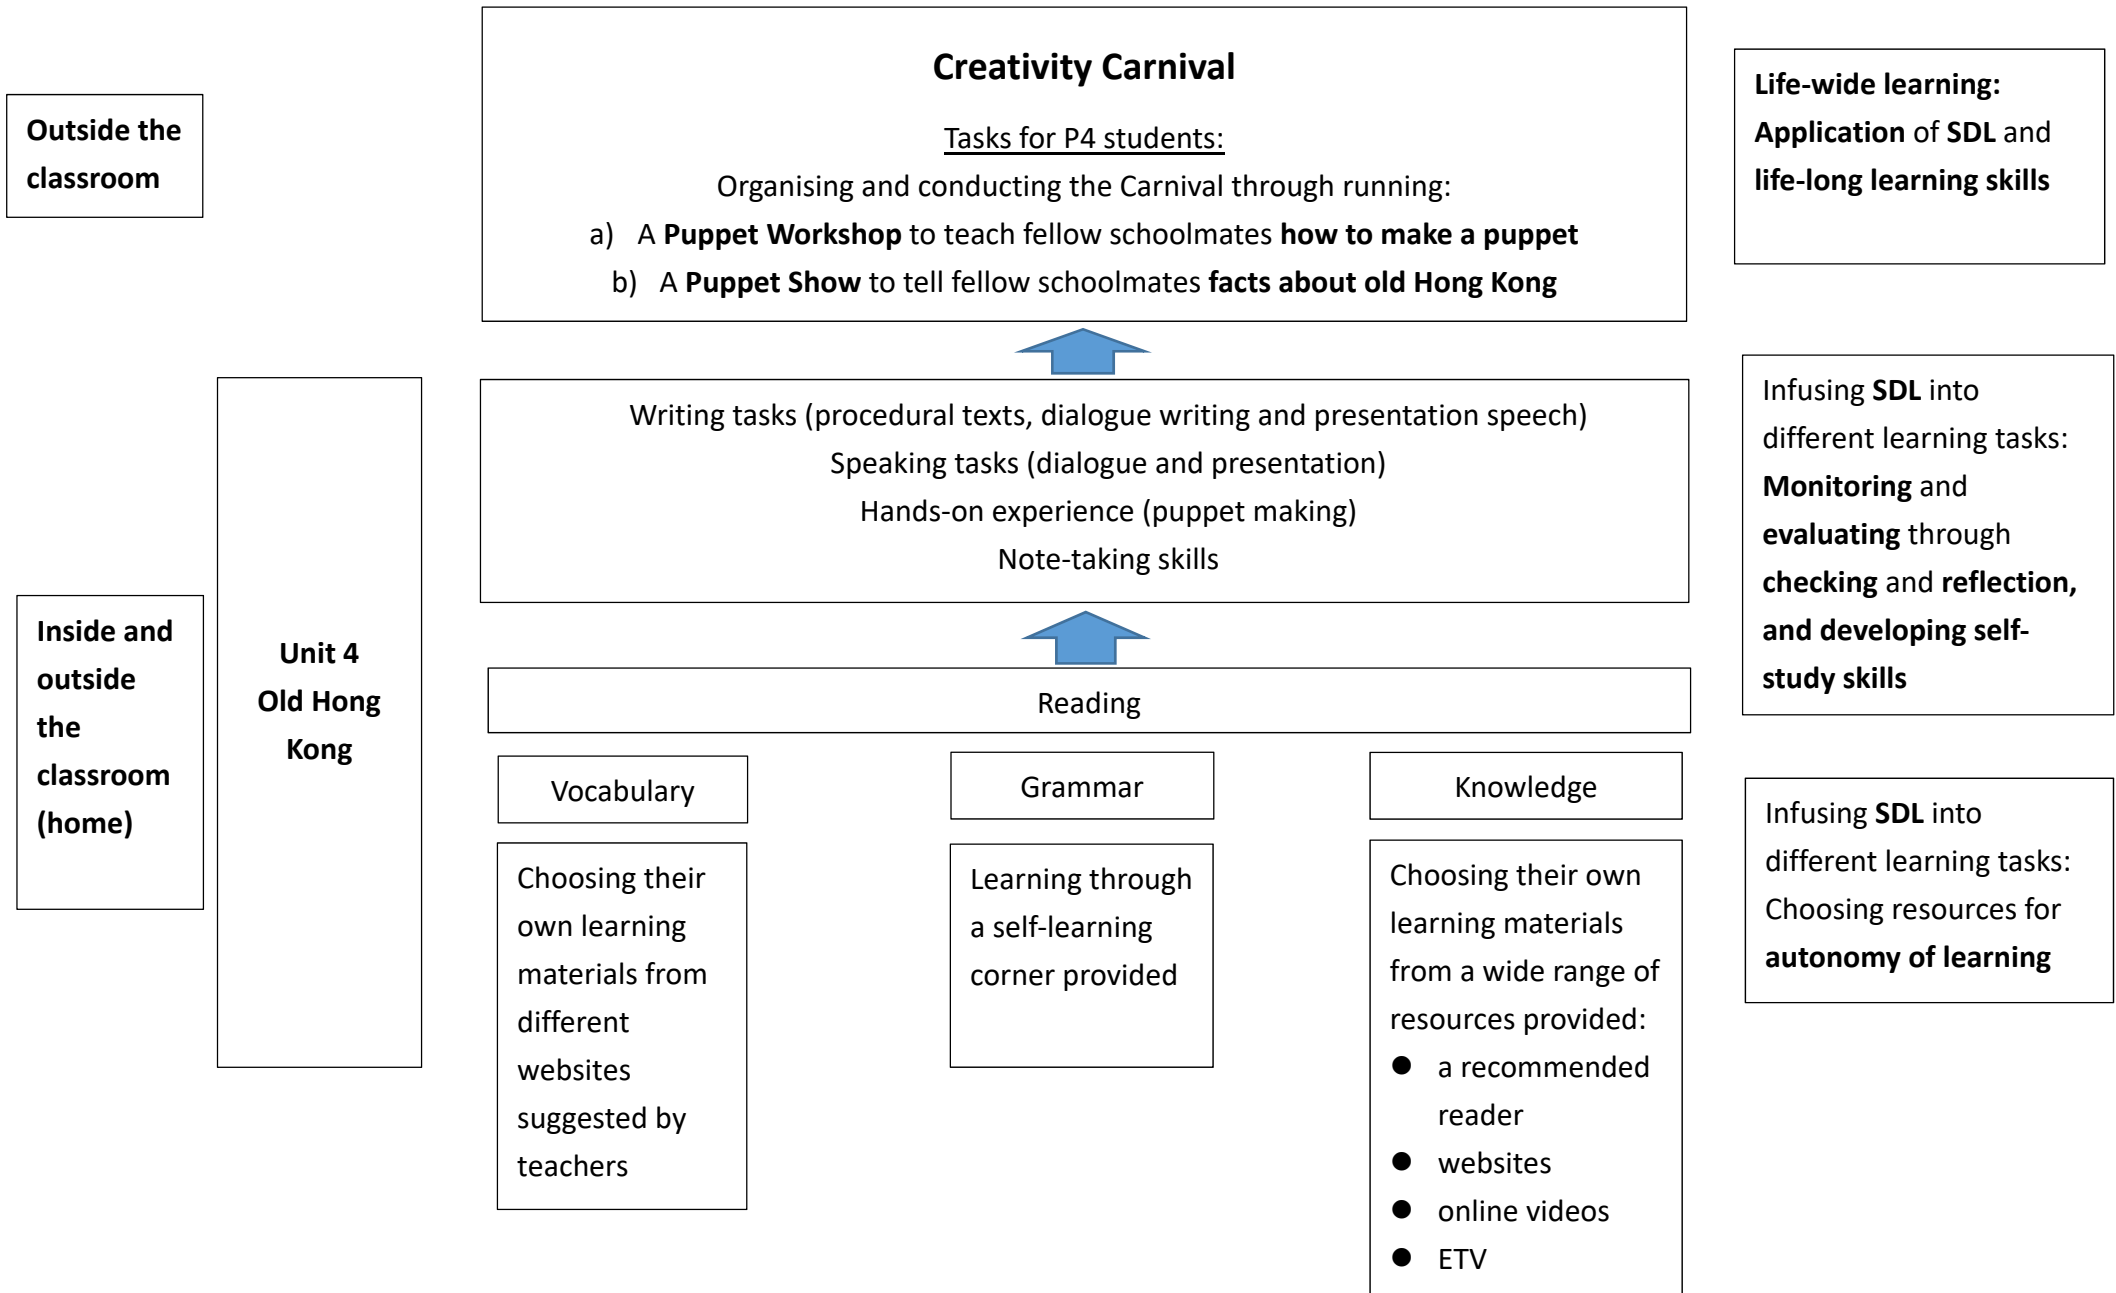 Creativity Carnival
Tasks for P4 students:
Organising and conducting the Carnival through running:
a) A Puppet Workshop to teach fellow schoolmates how to make a puppet
b) A Puppet Show to tell fellow schoolmates facts about old Hong Kong
Outside the
classroom
Life-wide learning:
Application of SDL and
life-long learning skills
Writing tasks (procedural texts, dialogue writing and presentation speech)
Speaking tasks (dialogue and presentation)
Hands-on experience (puppet making)
Note-taking skills
Infusing SDL into
different learning tasks:
Monitoring and
evaluating through
checking and reflection,
and developing self-
study skills
Inside and
outside
the
classroom
(home)
Unit 4
Old Hong
Kong
Reading
Vocabulary
Grammar
Knowledge
Choosing their
own learning
materials from
different
websites
suggested by
teachers
Learning through
a self-learning
corner provided
Choosing their own
learning materials
from a wide range of
resources provided:
● a recommended
reader
● websites
● online videos
● ETV
Infusing SDL into
different learning tasks:
Choosing resources for
autonomy of learning